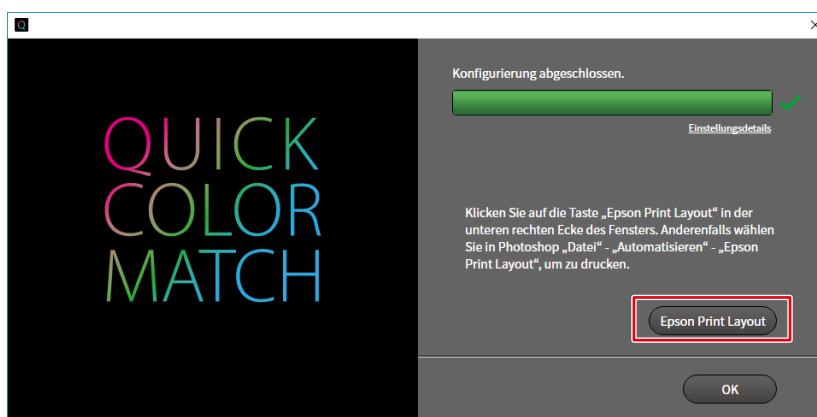 Q
QUICK
COLOR
MATCH
Konfigurierung abgeschlossen.
Einstellungsdetails
Klicken Sie auf die Taste „Epson Print Layout“ in der
unteren rechten Ecke des Fensters. Anderenfalls wählen
Sie in Photoshop „Datei“ - „Automatisieren“ - „Epson
Print Layout“, um zu drucken.
Epson Print Layout
OK